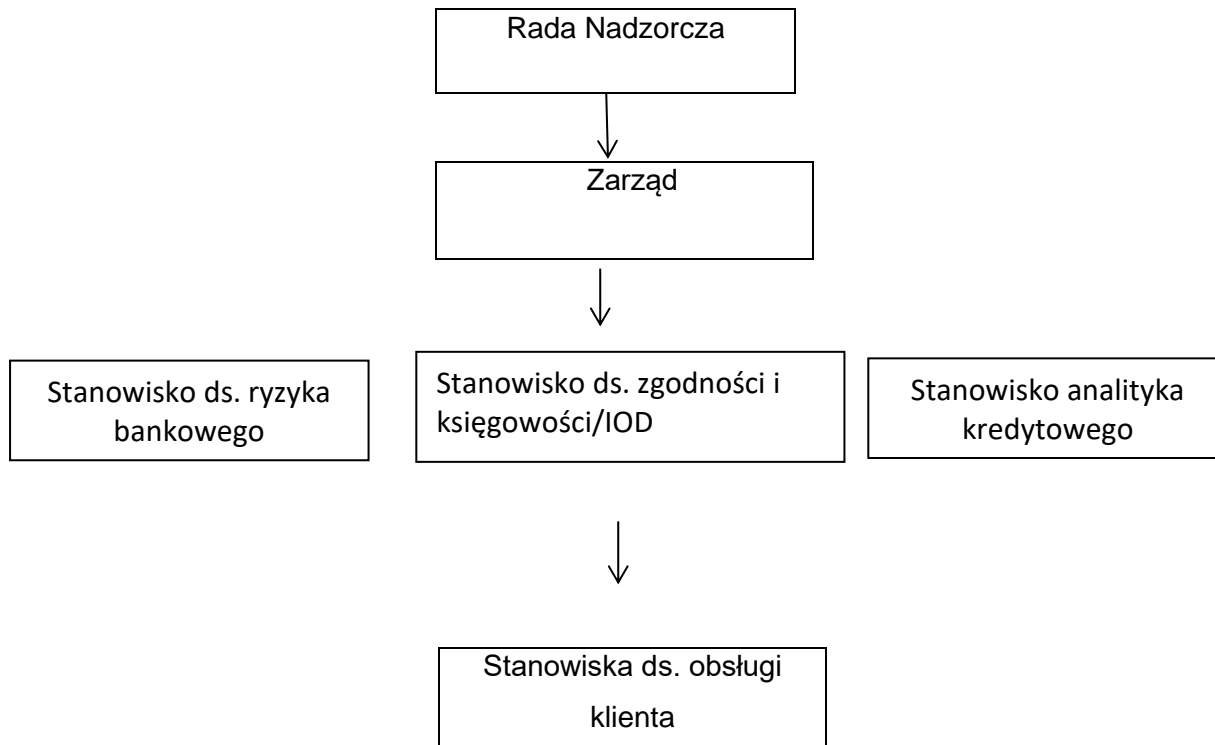 Rada Nadzorcza
Zarząd
Stanowisko ds. ryzyka
bankowego
Stanowisko ds. zgodności i
księgowości/IOD
Stanowisko analityka
kredytowego
Stanowiska ds. obsługi
klienta